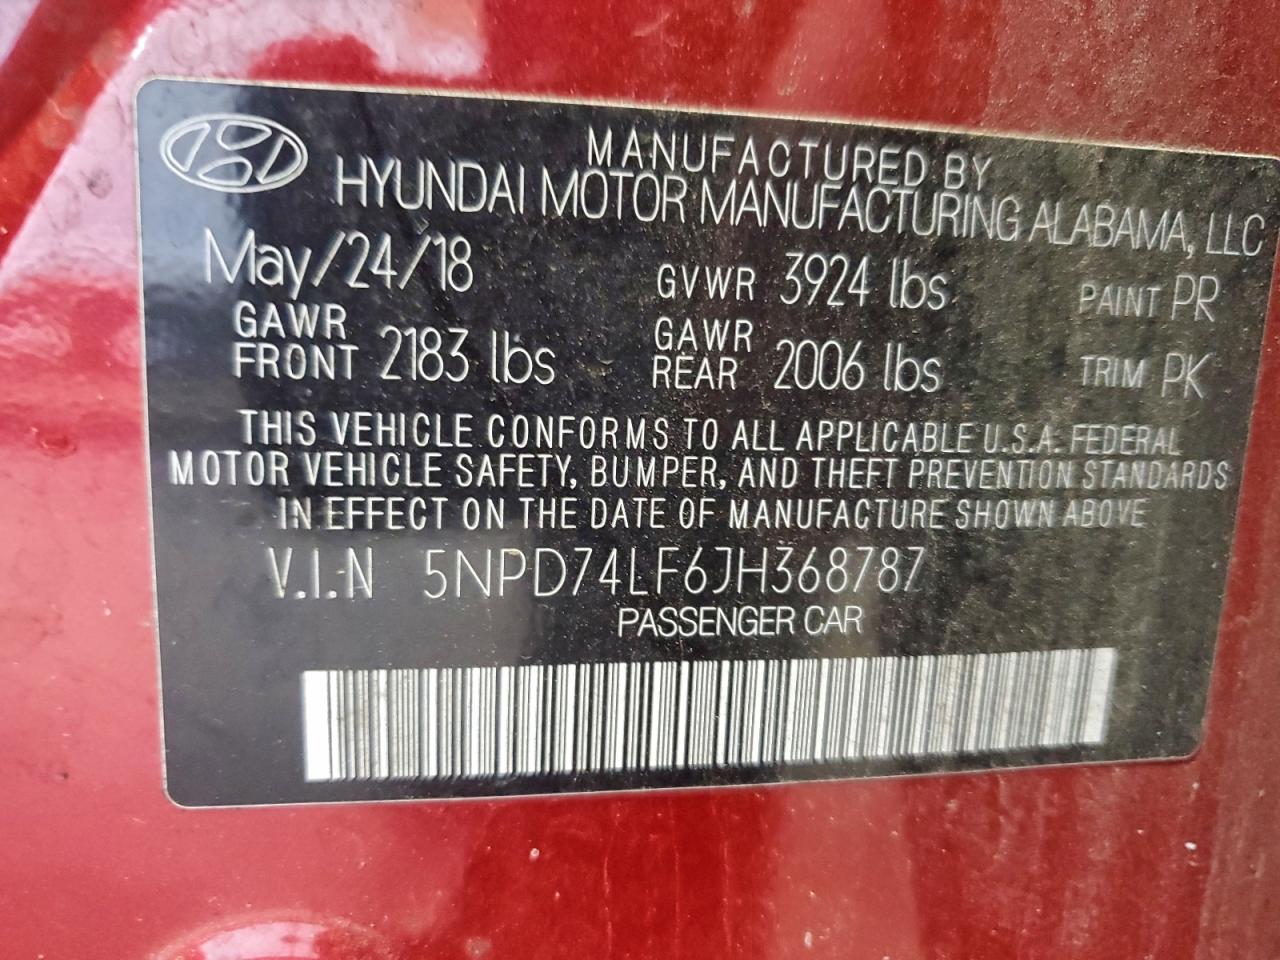 MANUFACTURED BY
HYUNDAI MOTOR MANUFACTURING ALABAMA, LLC
May/24/18 GVWR 3924 lbs PAINT PR
GAWR FRONT 2183 lbs GAWR REAR 2006 lbs TRIM PK
THIS VEHICLE CONFORMS TO ALL APPLICABLE U.S.A. FEDERAL
MOTOR VEHICLE SAFETY, BUMPER, AND THEFT PREVENTION STANDARDS
IN EFFECT ON THE DATE OF MANUFACTURE SHOWN ABOVE
V.I.N 5NPD74LF6JH368787
PASSENGER CAR